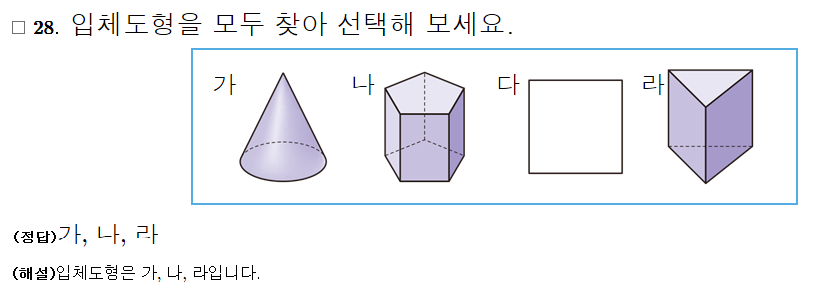 □ 28. 입체도형을 모두 찾아 선택해 보세요.
가 나 다 라
(정답)가, 나, 라
(해설)입체도형은 가, 나, 라입니다.